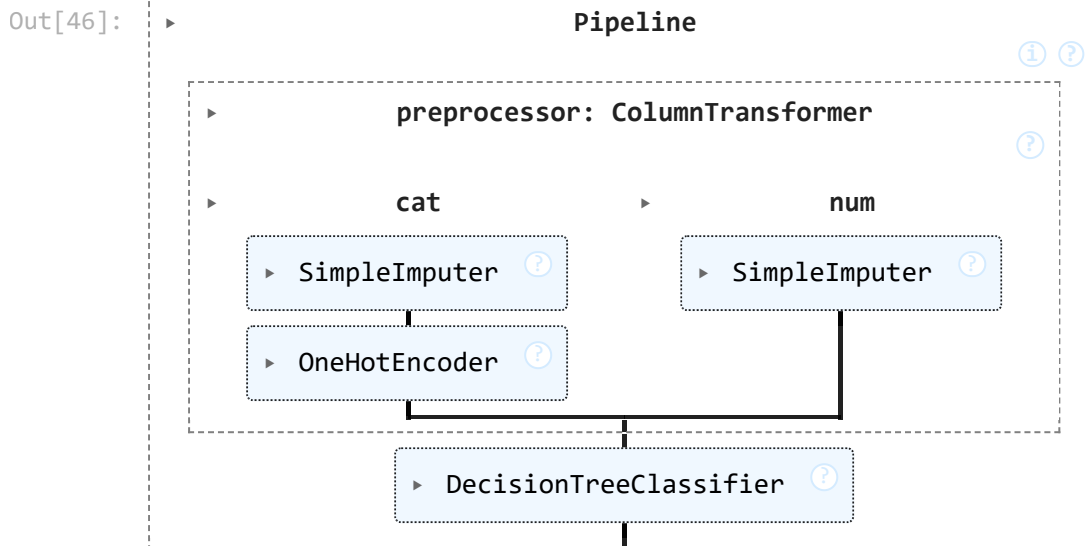 Out[46]:
Pipeline
i ?
preprocessor: ColumnTransformer
?
cat num
SimpleImputer ? SimpleImputer ?
OneHotEncoder ?
DecisionTreeClassifier ?